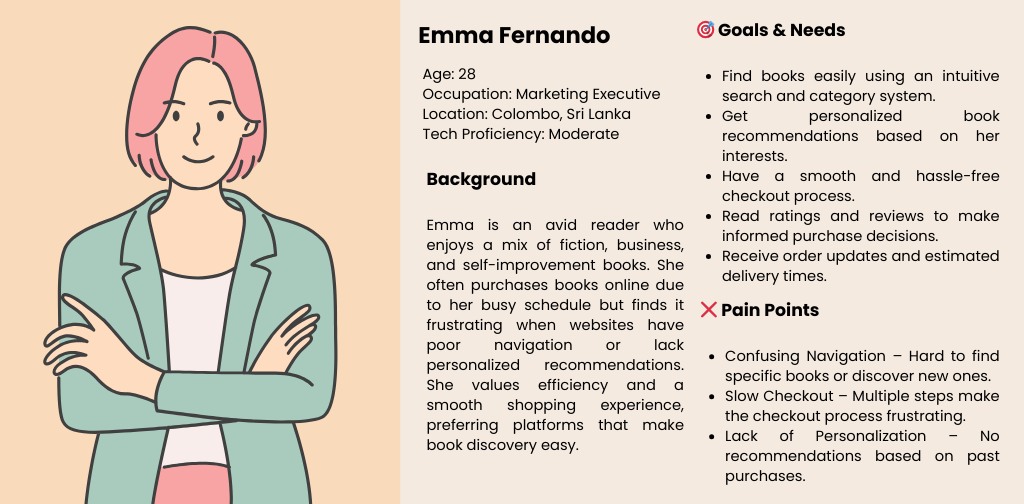 Emma Fernando
Age: 28
Occupation: Marketing Executive
Location: Colombo, Sri Lanka
Tech Proficiency: Moderate
Background
Emma is an avid reader who
enjoys a mix of fiction, business,
and self-improvement books. She
often purchases books online due
to her busy schedule but finds it
frustrating when websites have
poor navigation or lack
personalized recommendations.
She values efficiency and a
smooth shopping experience,
preferring platforms that make
book discovery easy.
🎯 Goals & Needs
• Find books easily using an intuitive
search and category system.
• Get personalized book
recommendations based on her
interests.
• Have a smooth and hassle-free
checkout process.
• Read ratings and reviews to make
informed purchase decisions.
• Receive order updates and estimated
delivery times.
❌ Pain Points
• Confusing Navigation – Hard to find
specific books or discover new ones.
• Slow Checkout – Multiple steps make
the checkout process frustrating.
• Lack of Personalization – No
recommendations based on past
purchases.